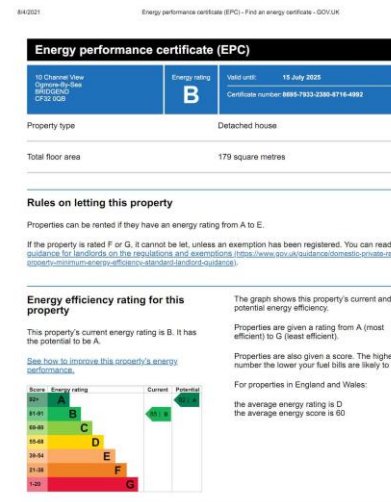 8/4/2021
Energy performance certificate (EPC) - Find an energy certificate - GOV.UK
Energy performance certificate (EPC)
10 Channel View
Ogmore-By-Sea
BRIDGEND
CF32 0QB
Energy rating
B
Valid until: 15 July 2025
Certificate number: 8695-7933-2380-8716-4992
Property type
Detached house
Total floor area
179 square metres
Rules on letting this property
Properties can be rented if they have an energy rating from A to E.
If the property is rated F or G, it cannot be let, unless an exemption has been registered. You can read
guidance for landlords on the regulations and exemptions (https://www.gov.uk/guidance/domestic-private-re
property-minimum-energy-efficiency-standard-landlord-guidance).
Energy efficiency rating for this
property
This property's current energy rating is B. It has
the potential to be A.
See how to improve this property's energy
performance.
Score Energy rating Current Potential
92+ A 92 | A
81-91 B 85 | B
69-80 C
55-68 D
39-54 E
21-38 F
1-20 G
The graph shows this property's current and
potential energy efficiency.
Properties are given a rating from A (most
efficient) to G (least efficient).
Properties are also given a score. The highe
number the lower your fuel bills are likely to
For properties in England and Wales:
the average energy rating is D
the average energy score is 60